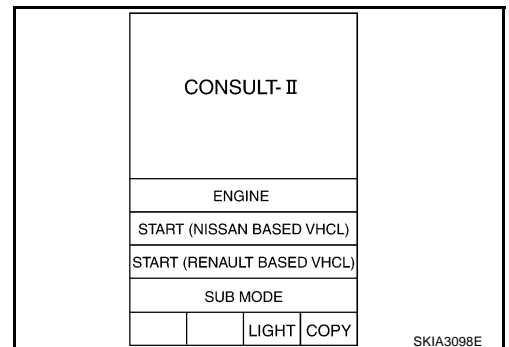 CONSULT-II
ENGINE
START (NISSAN BASED VHCL)
START (RENAULT BASED VHCL)
SUB MODE
LIGHT COPY
SKIA3098E